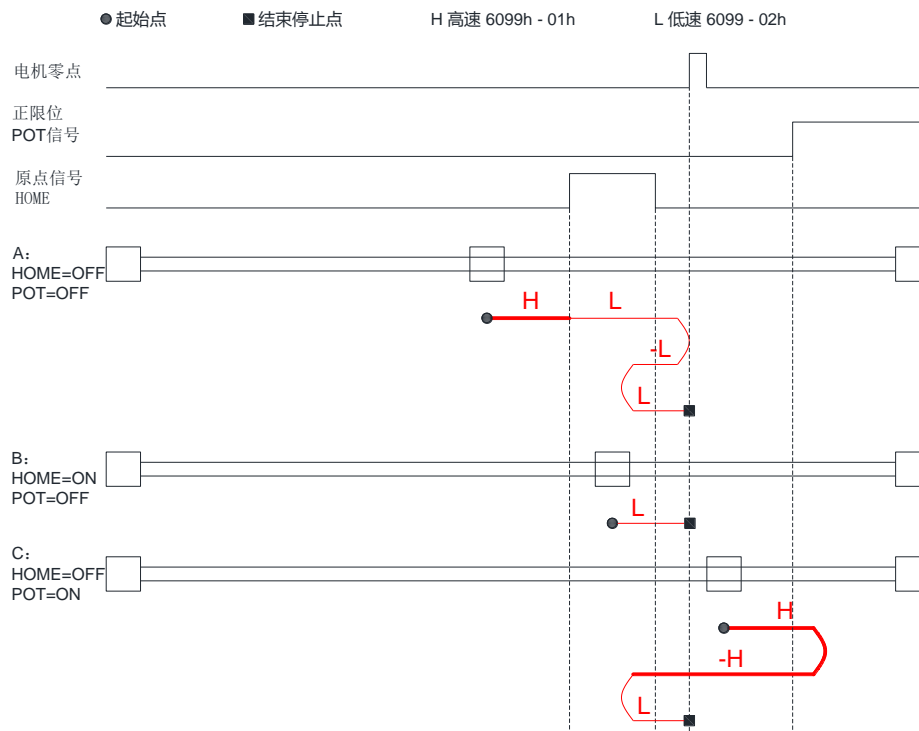 起始点 结束停止点 H 高速 6099h - 01h L 低速 6099 - 02h
电机零点
正限位
POT信号
原点信号
HOME
A:
HOME=OFF
POT=OFF
H L
-L
L
B:
HOME=ON
POT=OFF
L
C:
HOME=OFF
POT=ON
H
-H
L